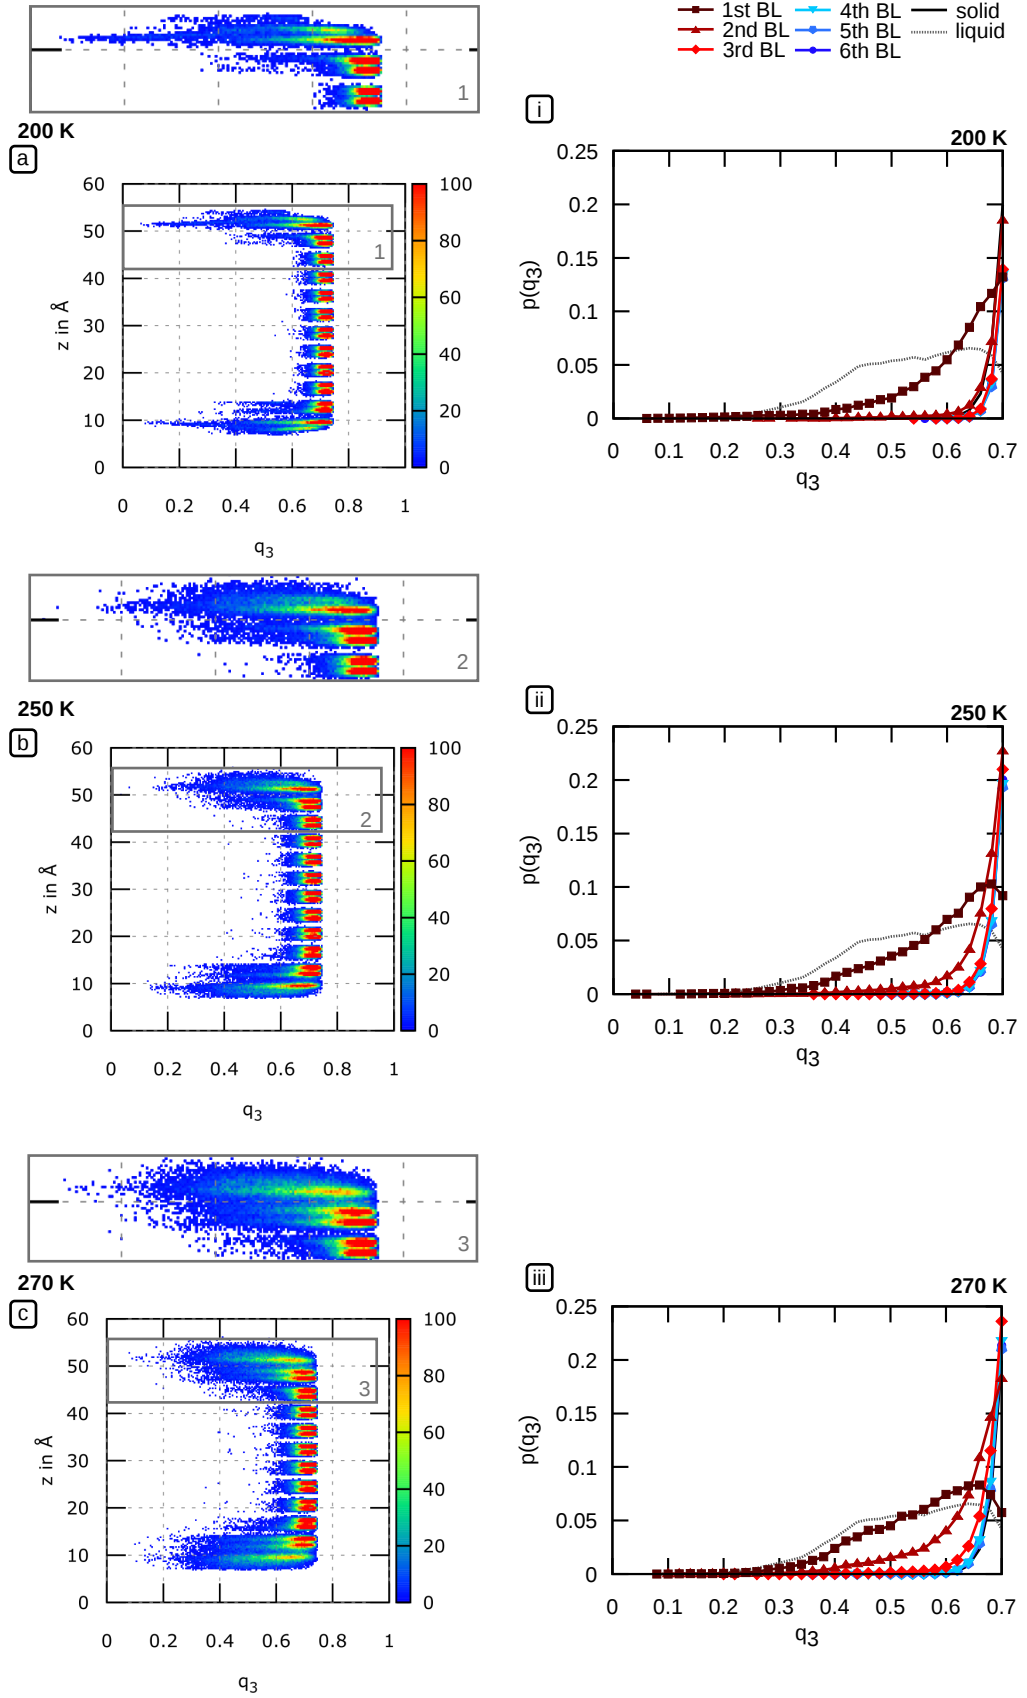 1st BL
2nd BL
3rd BL
4th BL
5th BL
6th BL
solid
liquid
1
200 K
a
60
50
40
30
20
10
0
z in Å
1
100
80
60
40
20
0
0 0.2 0.4 0.6 0.8 1
q3
i
200 K
0.25
0.2
0.15
0.1
0.05
0
p(q3)
0 0.1 0.2 0.3 0.4 0.5 0.6 0.7
q3
2
250 K
b
60
50
40
30
20
10
0
z in Å
2
100
80
60
40
20
0
0 0.2 0.4 0.6 0.8 1
q3
ii
250 K
0.25
0.2
0.15
0.1
0.05
0
p(q3)
0 0.1 0.2 0.3 0.4 0.5 0.6 0.7
q3
3
270 K
c
60
50
40
30
20
10
0
z in Å
3
100
80
60
40
20
0
0 0.2 0.4 0.6 0.8 1
q3
iii
270 K
0.25
0.2
0.15
0.1
0.05
0
p(q3)
0 0.1 0.2 0.3 0.4 0.5 0.6 0.7
q3